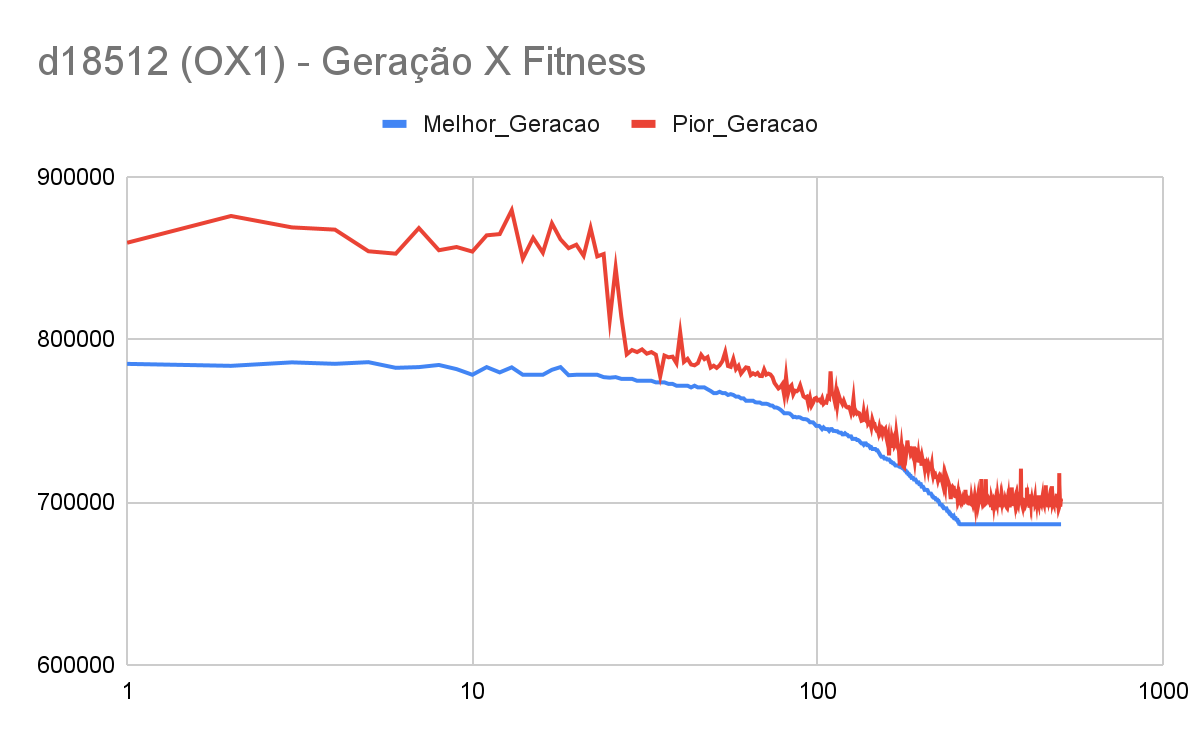 d18512 (OX1) - Geração X Fitness
Melhor_Geracao Pior_Geracao
900000
800000
700000
600000
1 10 100 1000